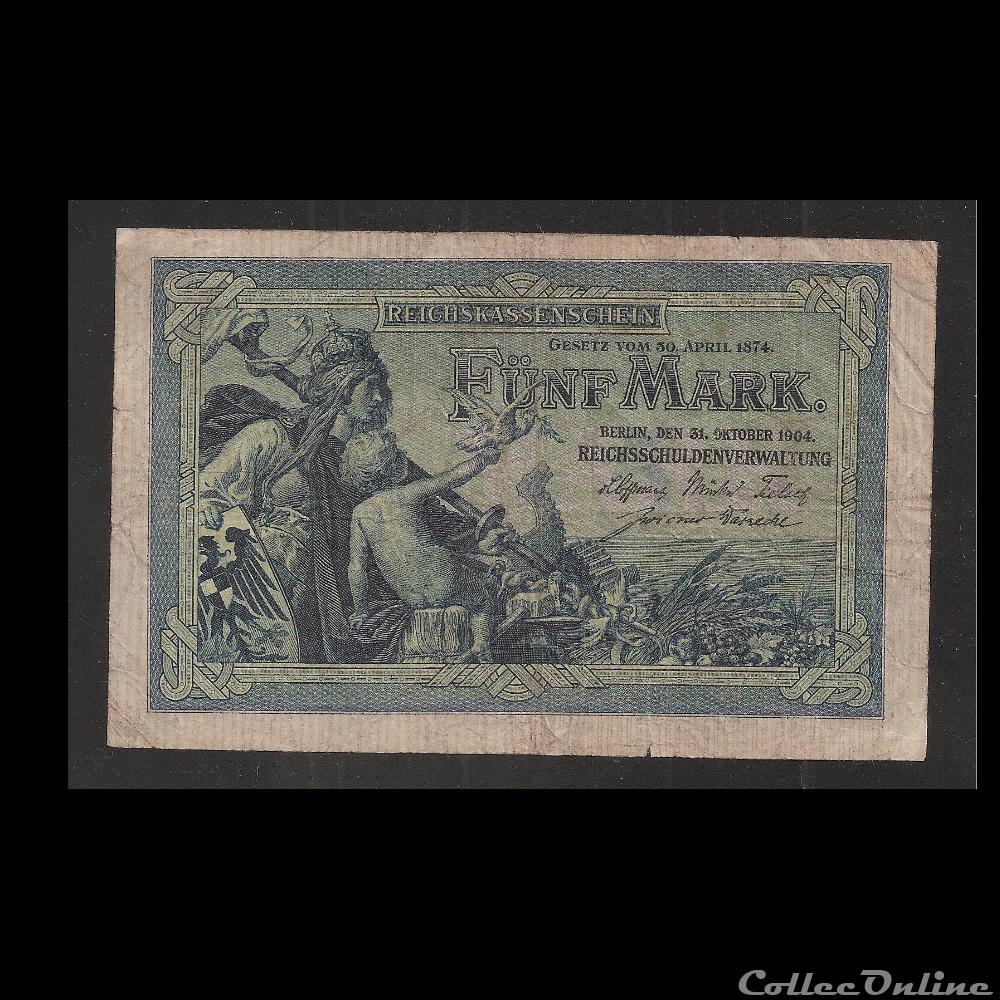 REICHSKASSENSCHEIN
GESETZ VOM 30. APRIL 1874.
FÜNF MARK.
BERLIN, DEN 31. OKTOBER 1904.
REICHSSCHULDENVERWALTUNG
CollecOnline